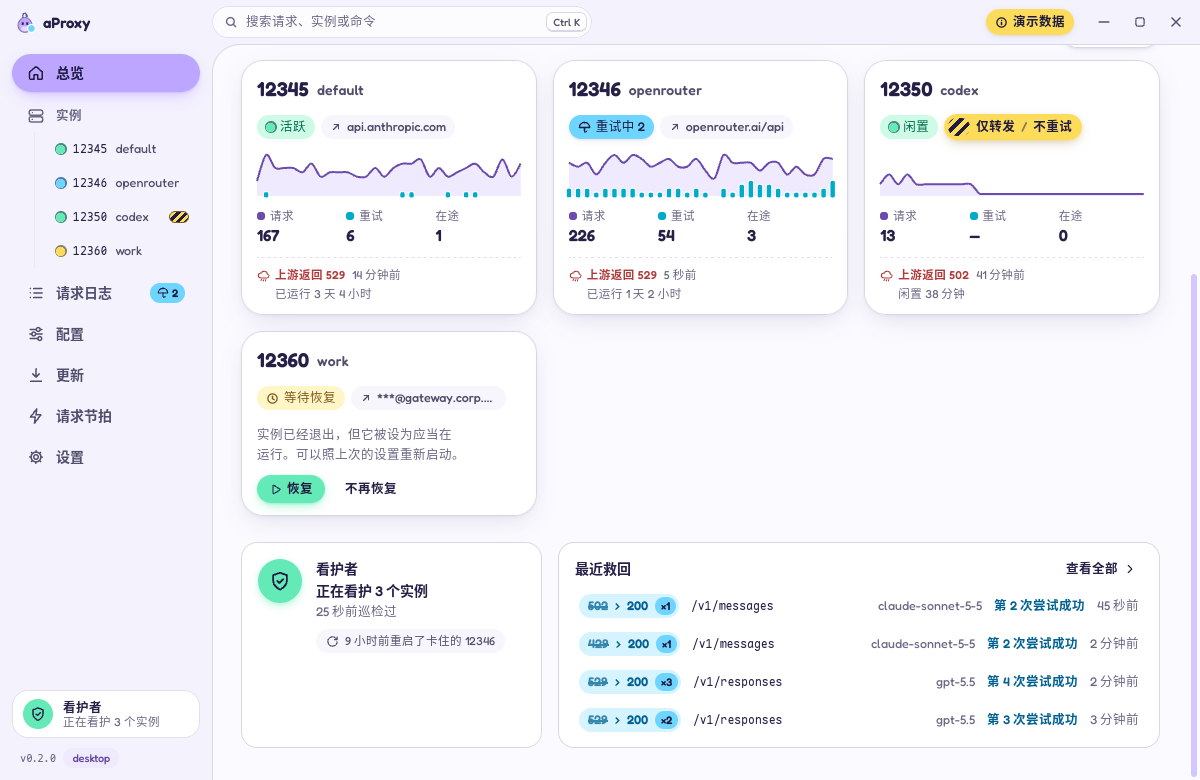 aProxy
搜索请求、实例或命令
Ctrl K
演示数据
总览
实例
12345 default
12346 openrouter
12350 codex
12360 work
请求日志 2
配置
更新
请求节拍
设置
看护者
正在看护 3 个实例
v0.2.0 desktop
12345 default
活跃 api.anthropic.com
请求 重试 在途
167 6 1
上游返回 529 14 分钟前
已运行 3 天 4 小时
12346 openrouter
重试中 2 openrouter.ai/api
请求 重试 在途
226 54 3
上游返回 529 5 秒前
已运行 1 天 2 小时
12350 codex
闲置 仅转发 / 不重试
请求 重试 在途
13 – 0
上游返回 502 41 分钟前
闲置 38 分钟
12360 work
等待恢复 ***@gateway.corp....
实例已经退出，但它被设为应当在
运行。可以照上次的设置重新启动。
恢复 不再恢复
看护者
正在看护 3 个实例
25 秒前巡检过
9 小时前重启了卡住的 12346
最近救回 查看全部
502 > 200 x1 /v1/messages claude-sonnet-5-5 第 2 次尝试成功 45 秒前
429 > 200 x1 /v1/messages claude-sonnet-5-5 第 2 次尝试成功 2 分钟前
529 > 200 x3 /v1/responses gpt-5.5 第 4 次尝试成功 2 分钟前
529 > 200 x2 /v1/responses gpt-5.5 第 3 次尝试成功 3 分钟前